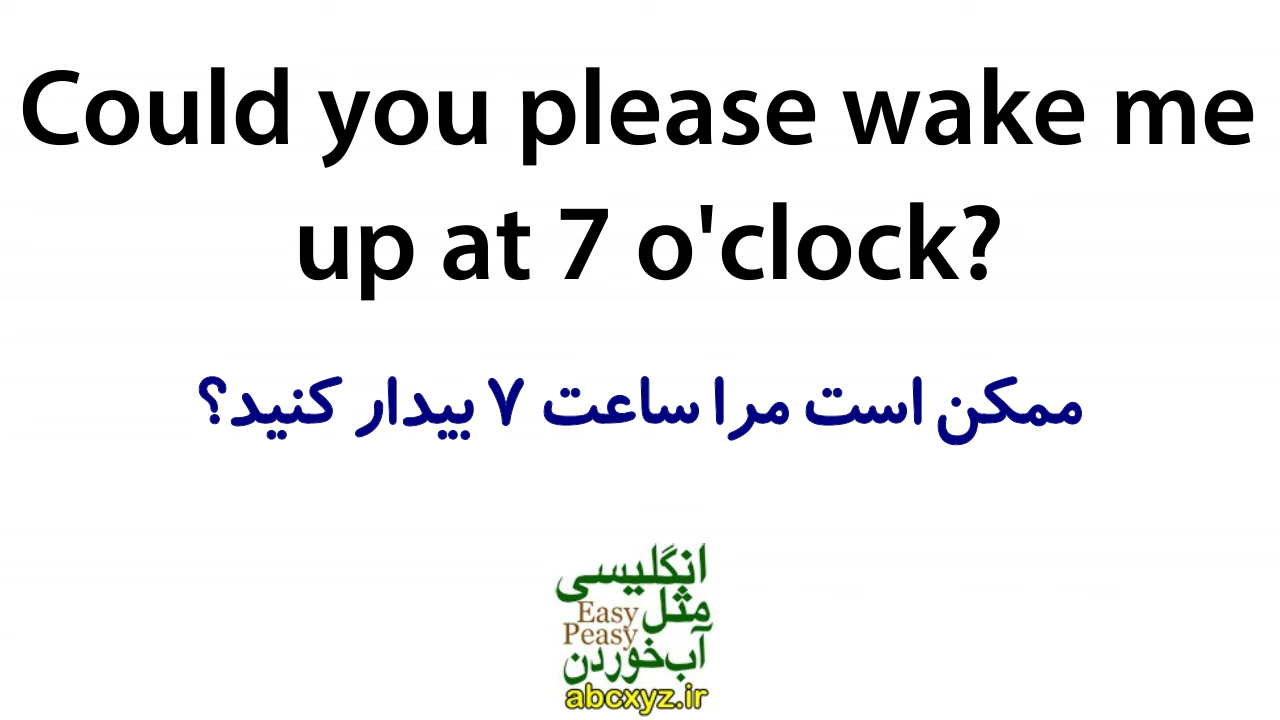 Could you please wake me
up at 7 o'clock?
ممکن است مرا ساعت ۷ بیدار کنید؟
انگلیسی
مثل
Easy
Peasy
آب‌خوردن
abcxyz.ir